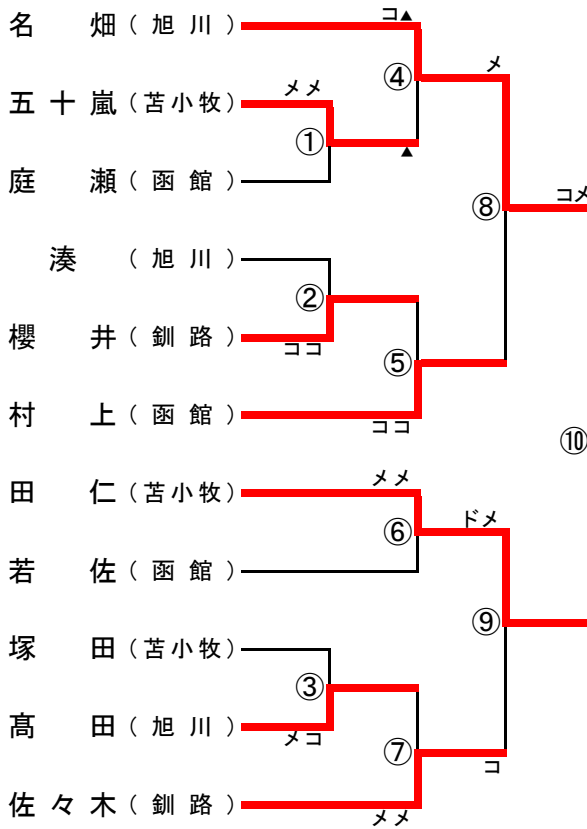 名畑(旭川)
コ▲
④
メ
五十嵐(苫小牧)
メメ
①
▲
庭瀬(函館)
⑧
コメ
湊(旭川)
②
櫻井(釧路)
ココ
⑤
村上(函館)
ココ
⑩
田仁(苫小牧)
メメ
⑥
ドメ
若佐(函館)
⑨
塚田(苫小牧)
③
髙田(旭川)
メコ
⑦
コ
佐々木(釧路)
メメ